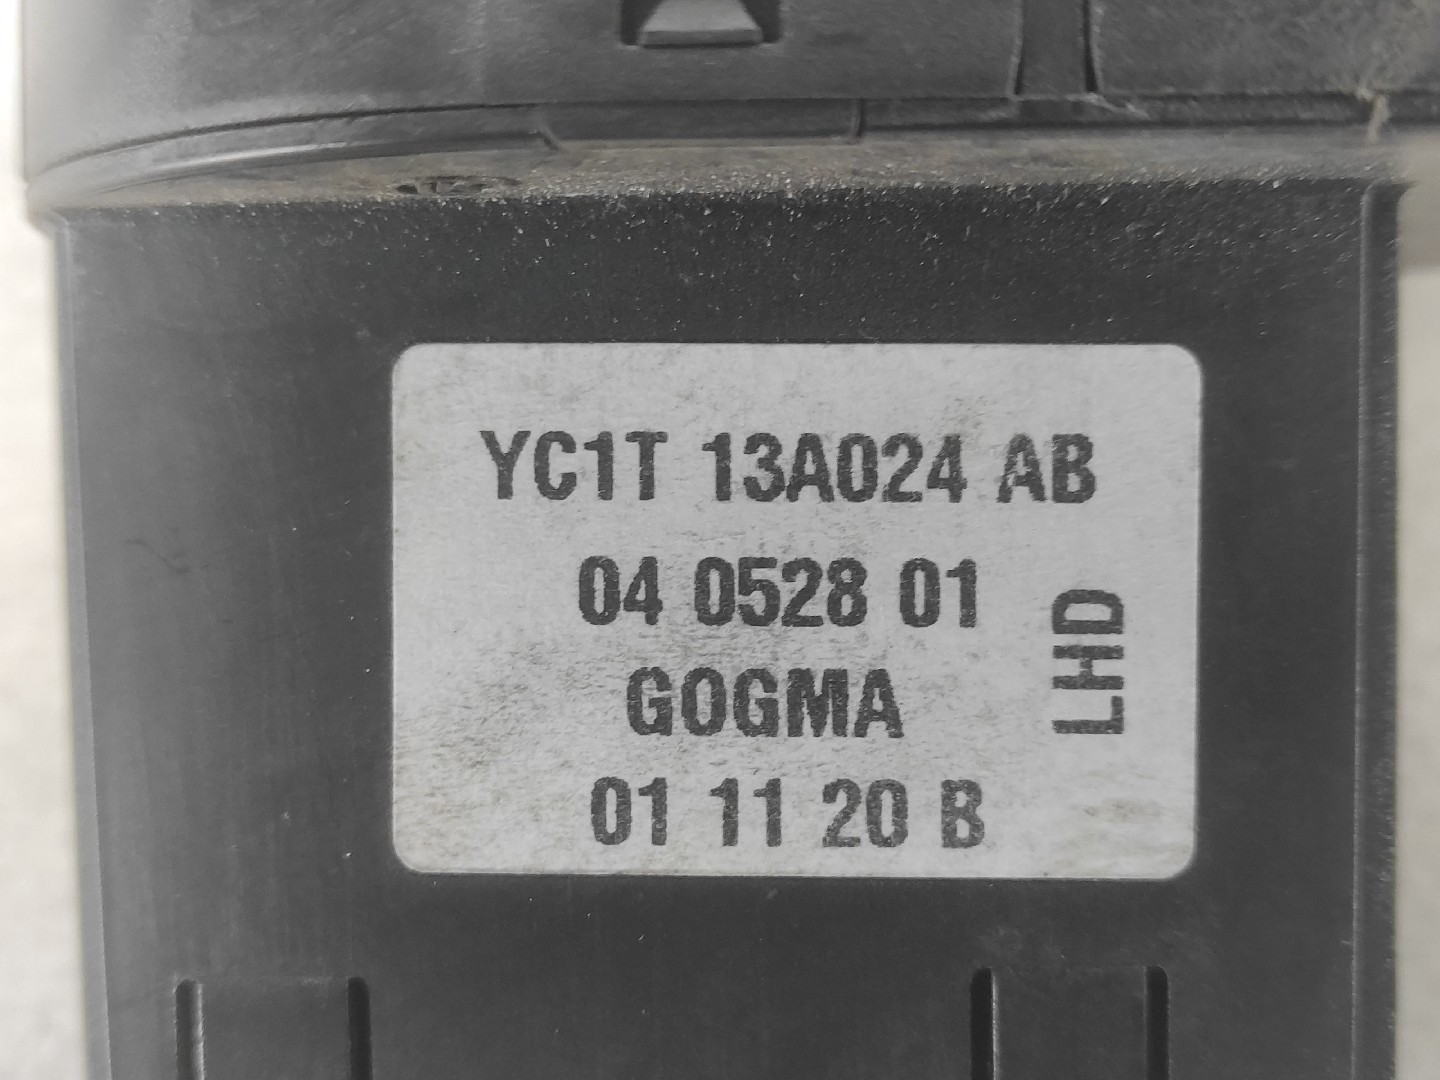 YC1T 13A024 AB
04 0528 01
GOGMA
01 11 20 B
LHD